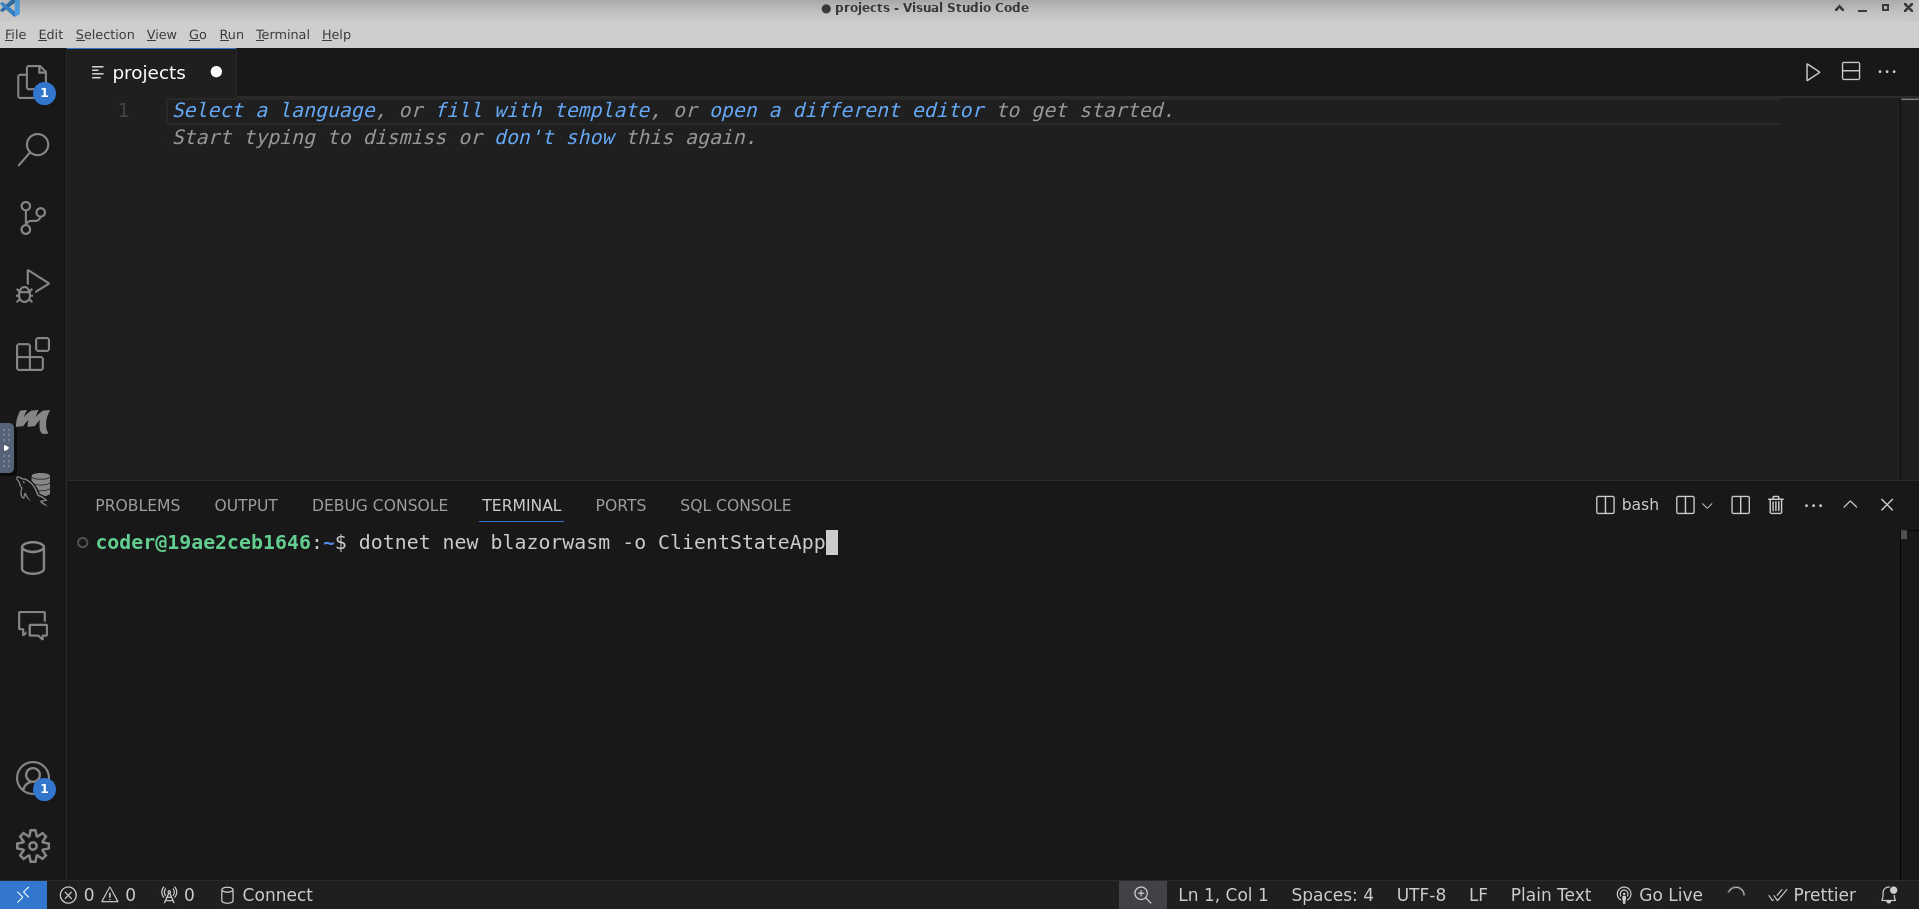 ● projects - Visual Studio Code
File Edit Selection View Go Run Terminal Help
projects
1
1 Select a language, or fill with template, or open a different editor to get started.
Start typing to dismiss or don't show this again.
PROBLEMS OUTPUT DEBUG CONSOLE TERMINAL PORTS SQL CONSOLE bash
coder@19ae2ceb1646:~$ dotnet new blazorwasm -o ClientStateApp
1
0 0 0 Connect Ln 1, Col 1 Spaces: 4 UTF-8 LF Plain Text Go Live Prettier